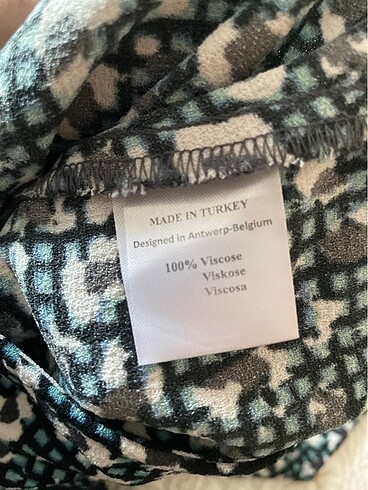 MADE IN TURKEY
Designed in Antwerp-Belgium
100% Viscose
Viskose
Viscosa